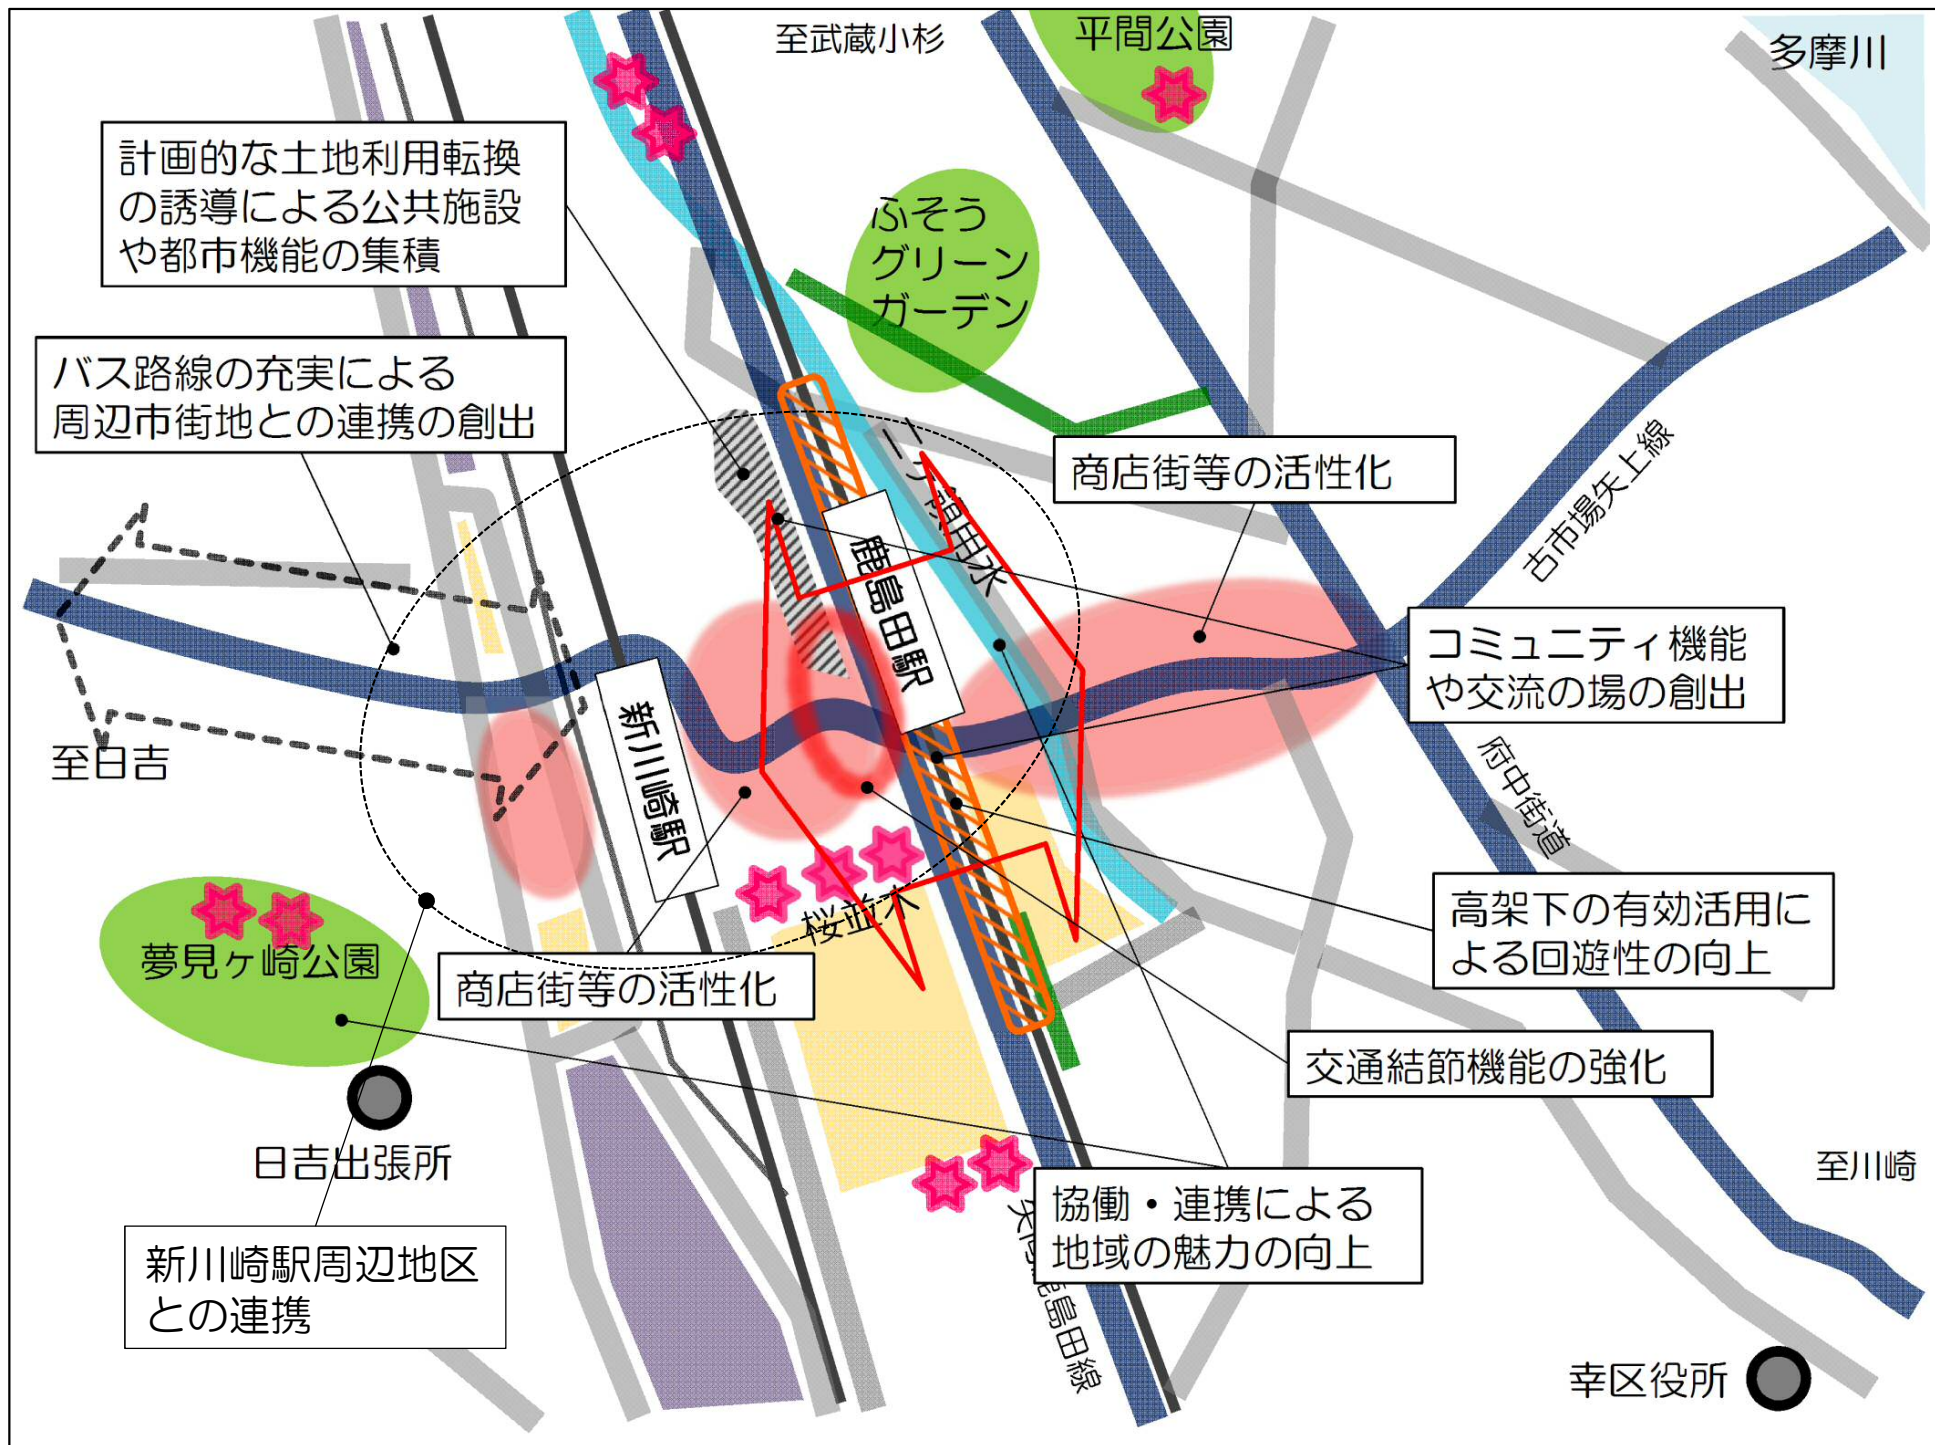 至武蔵小杉
平間公園
多摩川
計画的な土地利用転換
の誘導による公共施設
や都市機能の集積
ふそう
グリーン
ガーデン
バス路線の充実による
周辺市街地との連携の創出
商店街等の活性化
古市場矢上線
二ケ領用水
鹿島田駅
コミュニティ機能
や交流の場の創出
新川崎駅
至日吉
府中街道
高架下の有効活用に
よる回遊性の向上
桜並木
夢見ヶ崎公園
商店街等の活性化
交通結節機能の強化
日吉出張所
至川崎
協働・連携による
地域の魅力の向上
鹿島田線
新川崎駅周辺地区
との連携
幸区役所